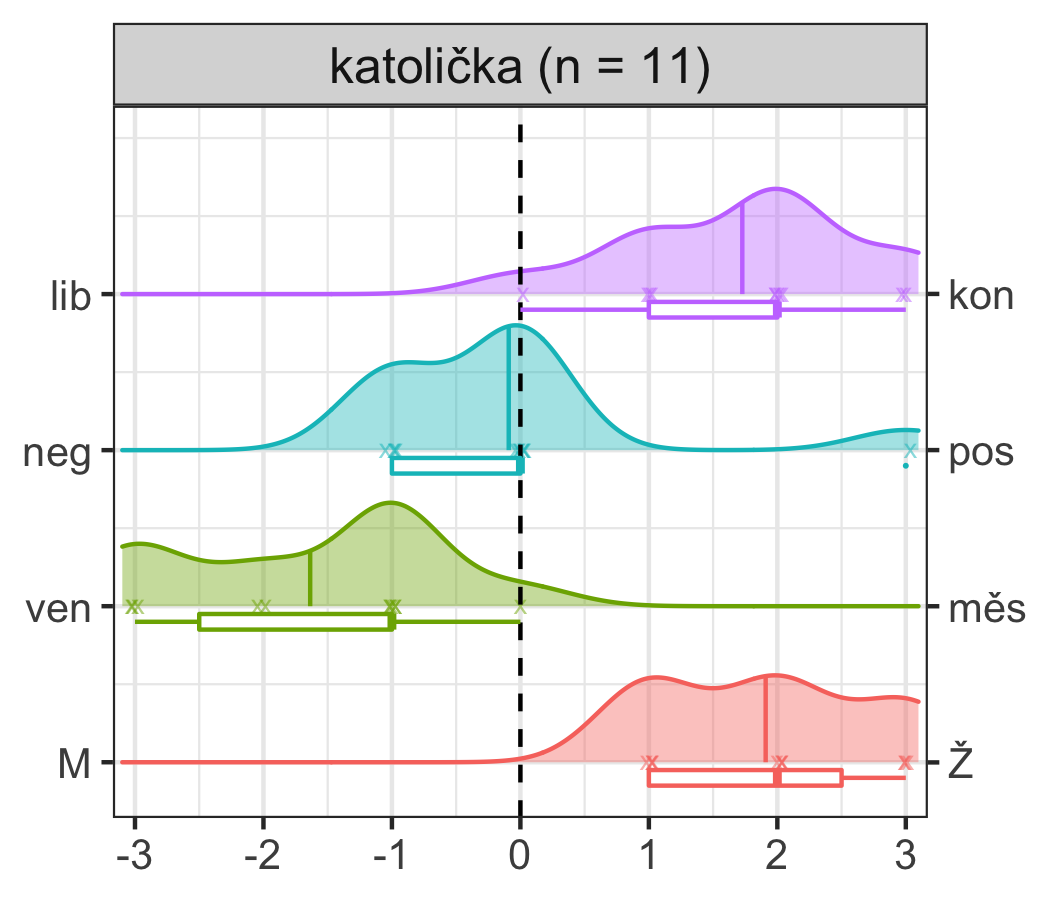 katolička (n = 11)
lib kon
neg pos
ven měs
M Ž
-3 -2 -1 0 1 2 3